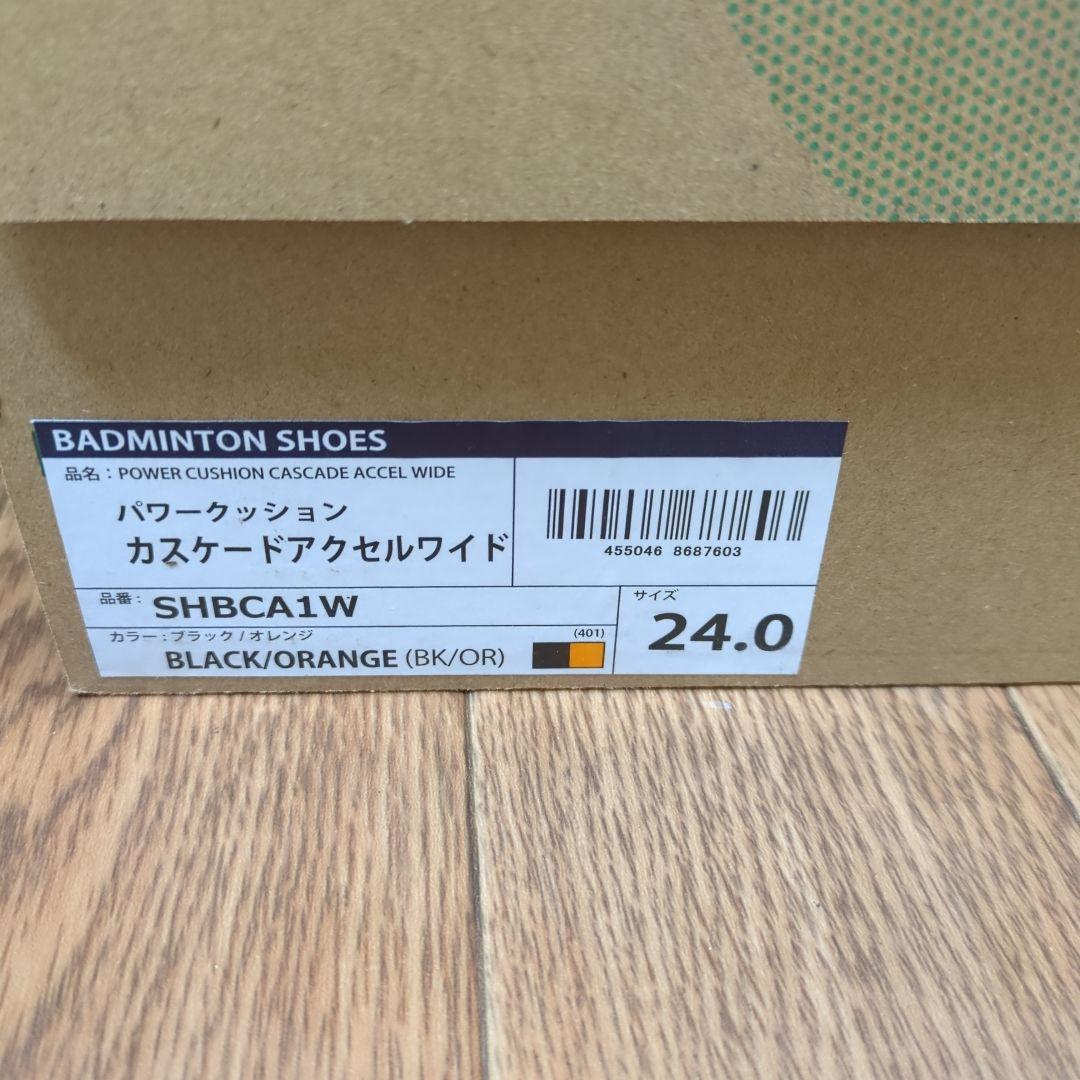 BADMINTON SHOES
品名：POWER CUSHION CASCADE ACCEL WIDE
パワークッション
カスケードアクセルワイド
455046 8687603
品番： SHBCA1W
カラー：ブラック / オレンジ (401)
BLACK/ORANGE (BK/OR)
サイズ
24.0